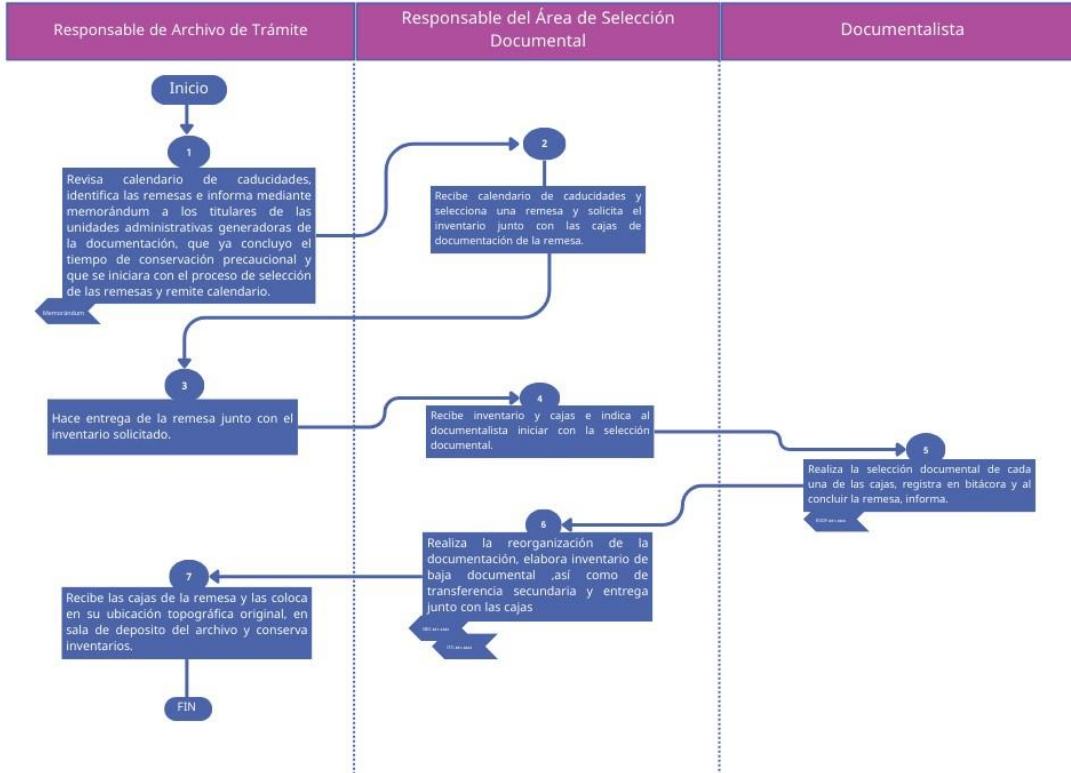 Responsable de Archivo de Trámite
Responsable del Área de Selección
Documental
Documentalista
Inicio
1
Revisa calendario de caducidades,
identifica las remesas e informa mediante
memorándum a los titulares de las
unidades administrativas generadoras de
la documentación, que ya concluyo el
tiempo de conservación precaucional y
que se iniciara con el proceso de selección
de las remesas y remite calendario.
Memorándum
2
Recibe calendario de caducidades y
selecciona una remesa y solicita el
inventario junto con las cajas de
documentación de la remesa.
3
Hace entrega de la remesa junto con el
inventario solicitado.
4
Recibe inventario y cajas e indica al
documentalista iniciar con la selección
documental.
5
Realiza la selección documental de cada
una de las cajas, registra en bitácora y al
concluir la remesa, informa.
6
Realiza la reorganización de la
documentación, elabora inventario de
baja documental ,así como de
transferencia secundaria y entrega
junto con las cajas
7
Recibe las cajas de la remesa y las coloca
en su ubicación topográfica original, en
sala de deposito del archivo y conserva
inventarios.
FIN